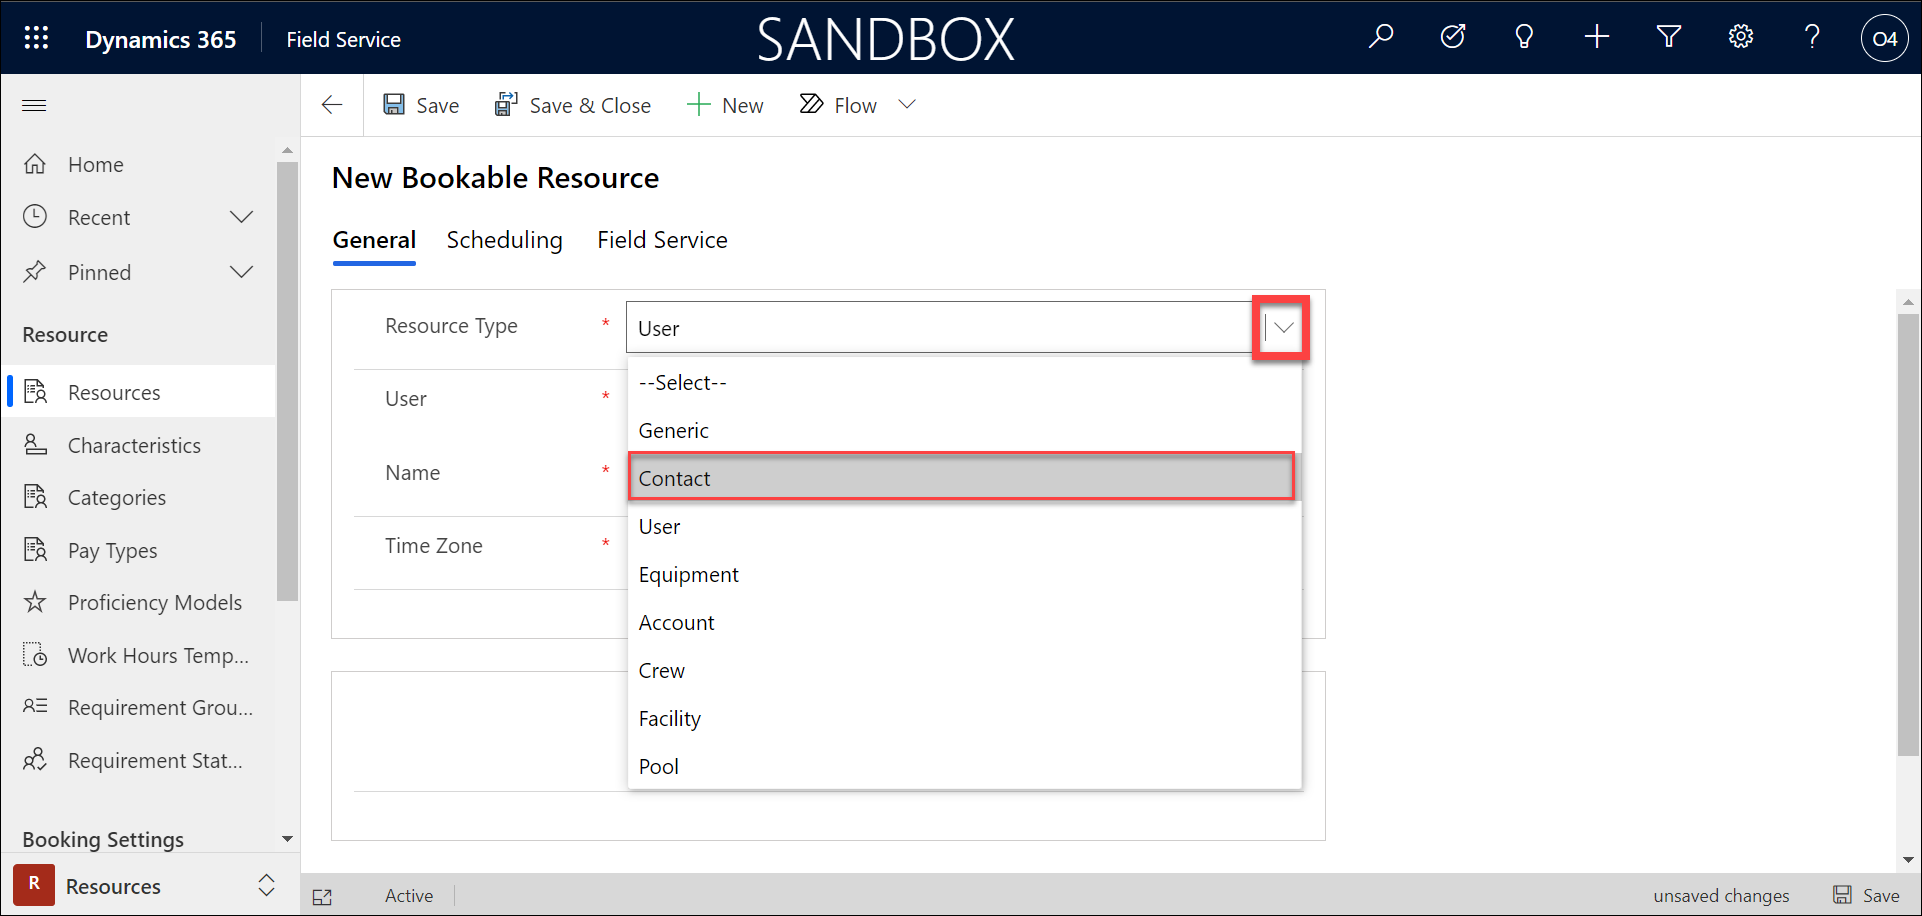 Dynamics 365 Field Service SANDBOX O4
Save Save & Close New Flow
Home
Recent
Pinned
Resource
Resources
Characteristics
Categories
Pay Types
Proficiency Models
Work Hours Temp...
Requirement Grou...
Requirement Stat...
Booking Settings
R Resources
New Bookable Resource
General Scheduling Field Service
Resource Type * User
User *
Name *
Time Zone *
--Select--
Generic
Contact
User
Equipment
Account
Crew
Facility
Pool
Active unsaved changes Save